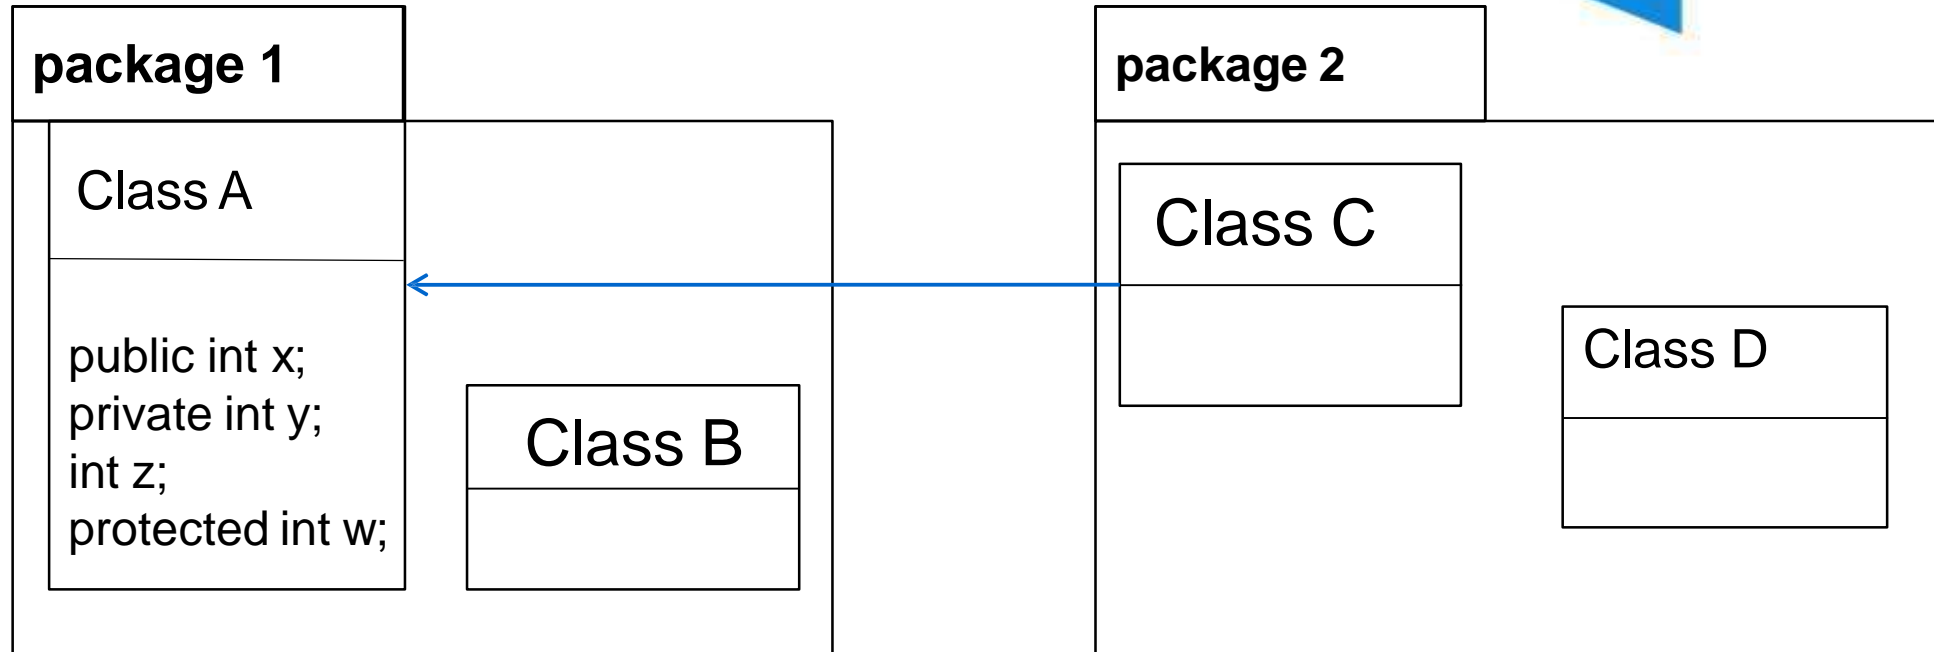 package 1
Class A
public int x;
private int y;
int z;
protected int w;
Class B
package 2
Class C
Class D